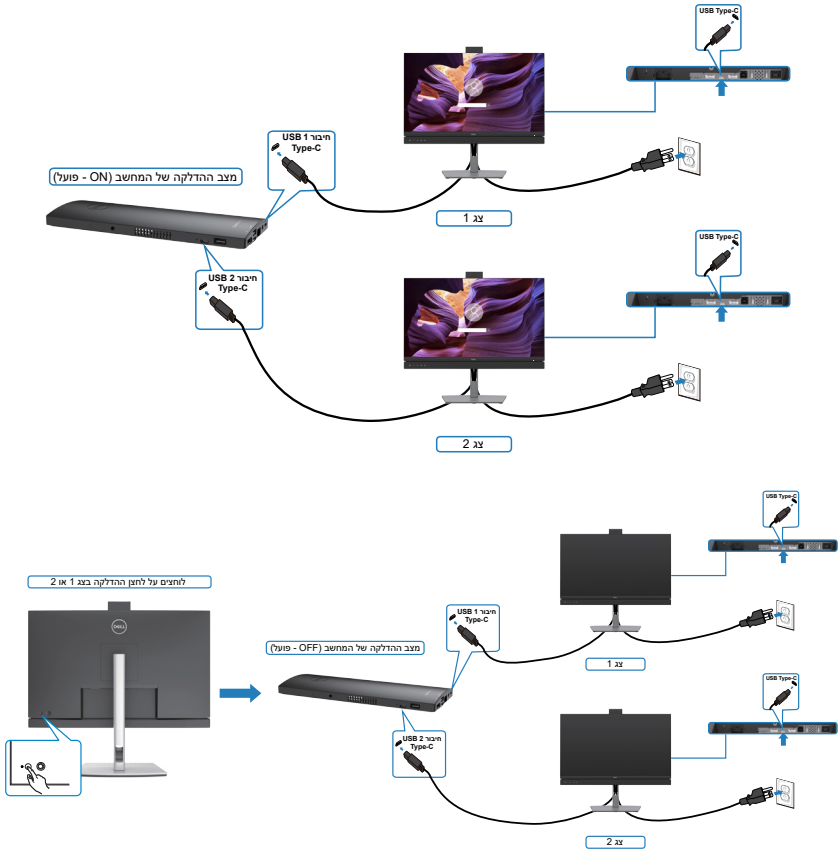 USB Type-C
חיבור 1 USB
Type-C
מצב ההדלקה של המחשב (ON - פועל)
צג 1
USB Type-C
חיבור 2 USB
Type-C
צג 2
USB Type-C
לוחצים על לחצן ההדלקה בצג 1 או 2
חיבור 1 USB
Type-C
DELL
מצב ההדלקה של המחשב (OFF - פועל)
צג 1
USB Type-C
חיבור 2 USB
Type-C
צג 2